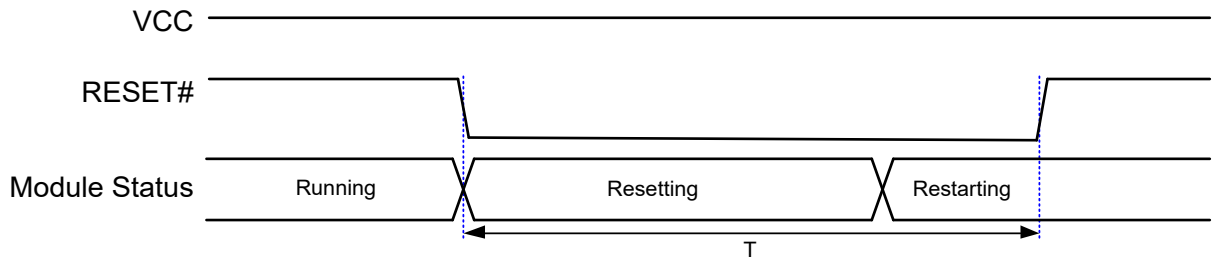 VCC
RESET#
Module Status
Running
Resetting
Restarting
T